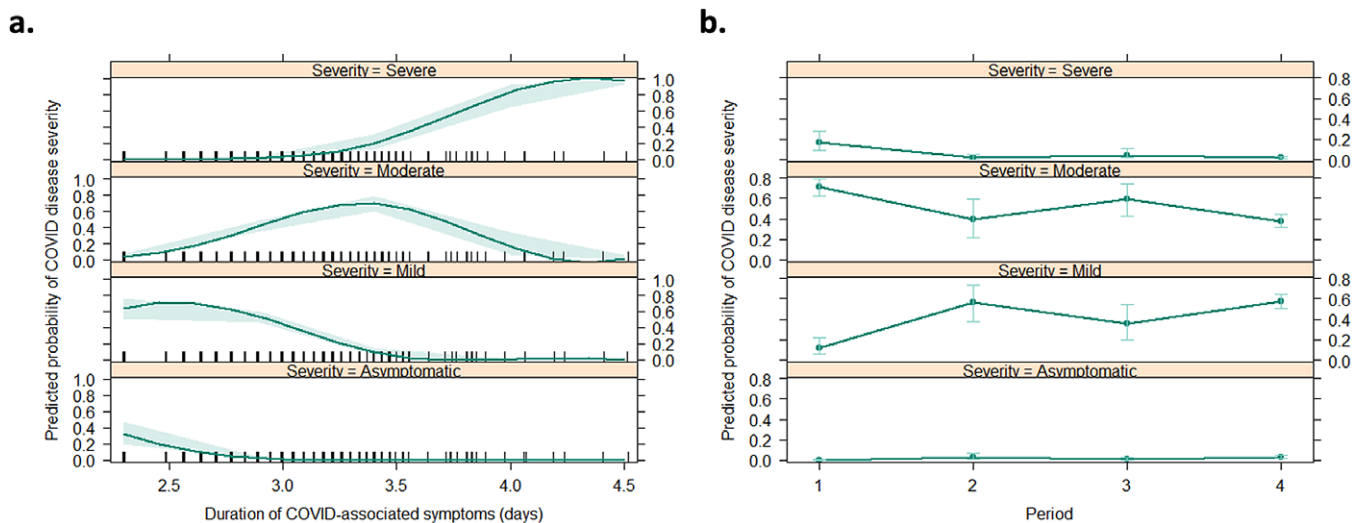 a.
Predicted probability of COVID disease severity
Severity = Severe
1.0
0.8
0.6
0.4
0.2
0.0
Severity = Moderate
1.0
0.8
0.6
0.4
0.2
0.0
Severity = Mild
1.0
0.8
0.6
0.4
0.2
0.0
Severity = Asymptomatic
1.0
0.8
0.6
0.4
0.2
0.0
2.5 3.0 3.5 4.0 4.5
Duration of COVID-associated symptoms (days)
b.
Predicted probability of COVID disease severity
Severity = Severe
0.8
0.6
0.4
0.2
0.0
Severity = Moderate
0.8
0.6
0.4
0.2
0.0
Severity = Mild
0.8
0.6
0.4
0.2
0.0
Severity = Asymptomatic
0.8
0.6
0.4
0.2
0.0
1 2 3 4
Period